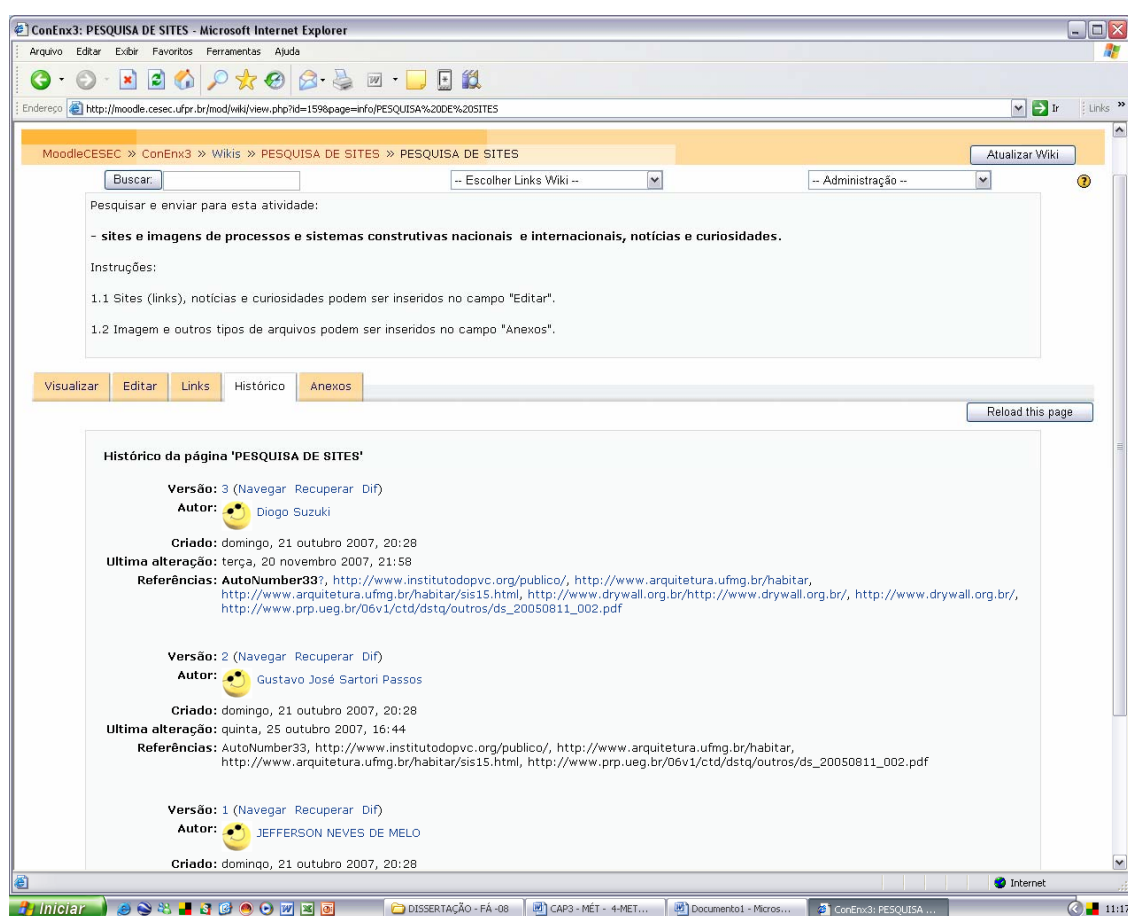 ConEnx3: PESQUISA DE SITES - Microsoft Internet Explorer
Arquivo Editar Exibir Favoritos Ferramentas Ajuda
Endereço http://moodle.cesec.ufpr.br/mod/wiki/view.php?id=159&page=info/PESQUISA%20DE%20SITES Ir Links »
MoodleCESEC » ConEnx3 » Wikis » PESQUISA DE SITES » PESQUISA DE SITES Atualizar Wiki
Buscar: -- Escolher Links Wiki -- -- Administração -- ?
Pesquisar e enviar para esta atividade:
- sites e imagens de processos e sistemas construtivas nacionais e internacionais, notícias e curiosidades.
Instruções:
1.1 Sites (links), notícias e curiosidades podem ser inseridos no campo "Editar".
1.2 Imagem e outros tipos de arquivos podem ser inseridos no campo "Anexos".
Visualizar Editar Links Histórico Anexos
Reload this page
Histórico da página 'PESQUISA DE SITES'
Versão: 3 (Navegar Recuperar Dif)
Autor: Diogo Suzuki
Criado: domingo, 21 outubro 2007, 20:28
Ultima alteração: terça, 20 novembro 2007, 21:58
Referências: AutoNumber33?, http://www.institutodopvc.org/publico/, http://www.arquitetura.ufmg.br/habitar,
http://www.arquitetura.ufmg.br/habitar/sis15.html, http://www.drywall.org.br/http://www.drywall.org.br/, http://www.drywall.org.br/,
http://www.prp.ueg.br/06v1/ctd/dstq/outros/ds_20050811_002.pdf
Versão: 2 (Navegar Recuperar Dif)
Autor: Gustavo José Sartori Passos
Criado: domingo, 21 outubro 2007, 20:28
Ultima alteração: quinta, 25 outubro 2007, 16:44
Referências: AutoNumber33, http://www.institutodopvc.org/publico/, http://www.arquitetura.ufmg.br/habitar,
http://www.arquitetura.ufmg.br/habitar/sis15.html, http://www.prp.ueg.br/06v1/ctd/dstq/outros/ds_20050811_002.pdf
Versão: 1 (Navegar Recuperar Dif)
Autor: JEFFERSON NEVES DE MELO
Criado: domingo, 21 outubro 2007, 20:28
Internet
Iniciar DISSERTAÇÃO - FÁ -08 CAP3 - MÉT - 4-MET... Documento1 - Micros... ConEnx3: PESQUISA ... 11:17